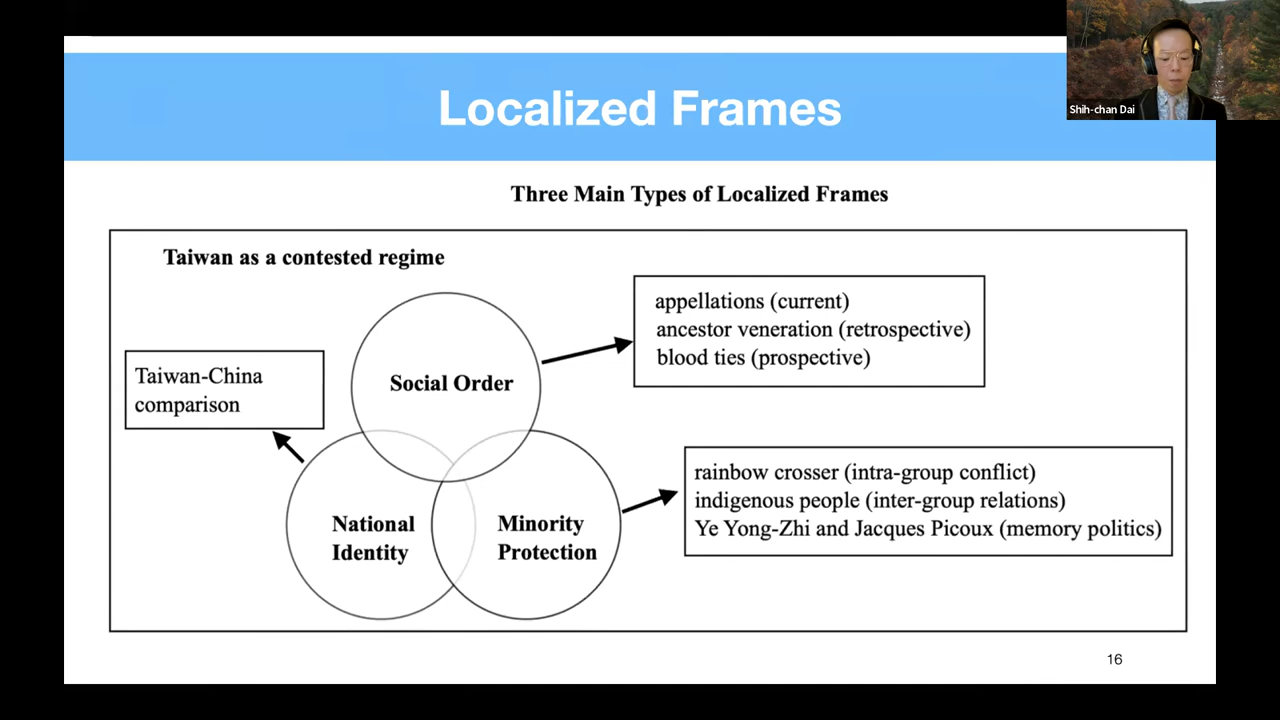 Localized Frames
Shih-chan Dai
Three Main Types of Localized Frames
Taiwan as a contested regime
appellations (current)
ancestor veneration (retrospective)
blood ties (prospective)
Taiwan-China
comparison
Social Order
National
Identity
Minority
Protection
rainbow crosser (intra-group conflict)
indigenous people (inter-group relations)
Ye Yong-Zhi and Jacques Picoux (memory politics)
16